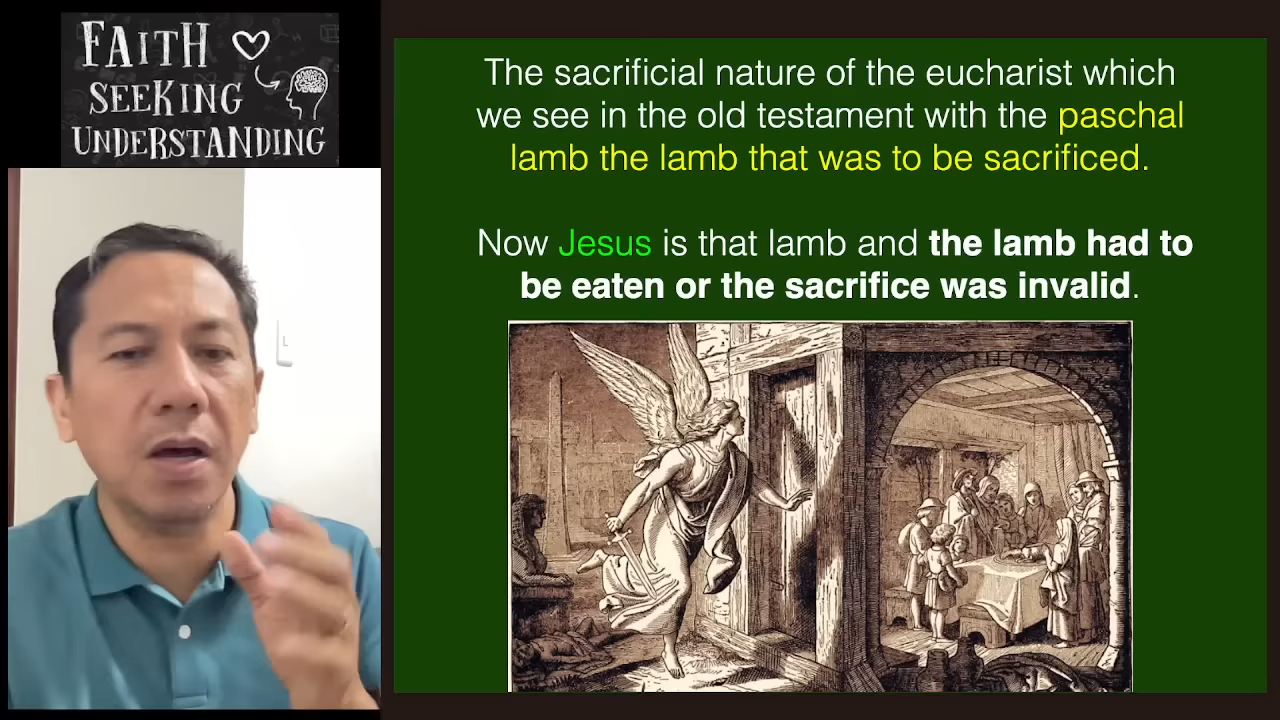 FAITH
SEEKING
UNDERSTANDING
The sacrificial nature of the eucharist which
we see in the old testament with the paschal
lamb the lamb that was to be sacrificed.
Now Jesus is that lamb and the lamb had to
be eaten or the sacrifice was invalid.